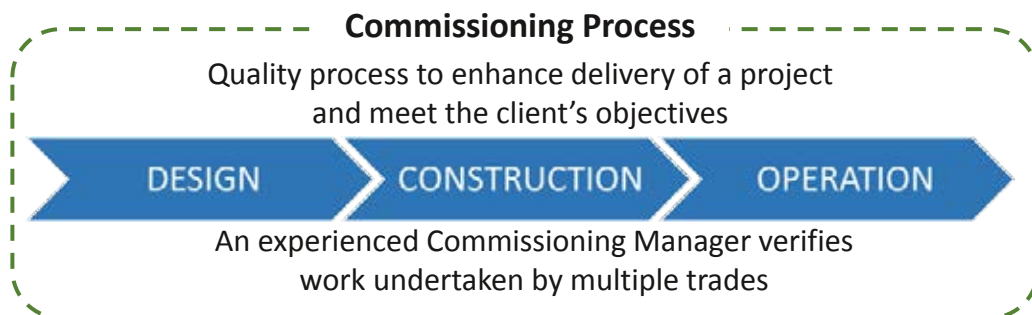 Commissioning Process
Quality process to enhance delivery of a project
and meet the client’s objectives
DESIGN
CONSTRUCTION
OPERATION
An experienced Commissioning Manager verifies
work undertaken by multiple trades